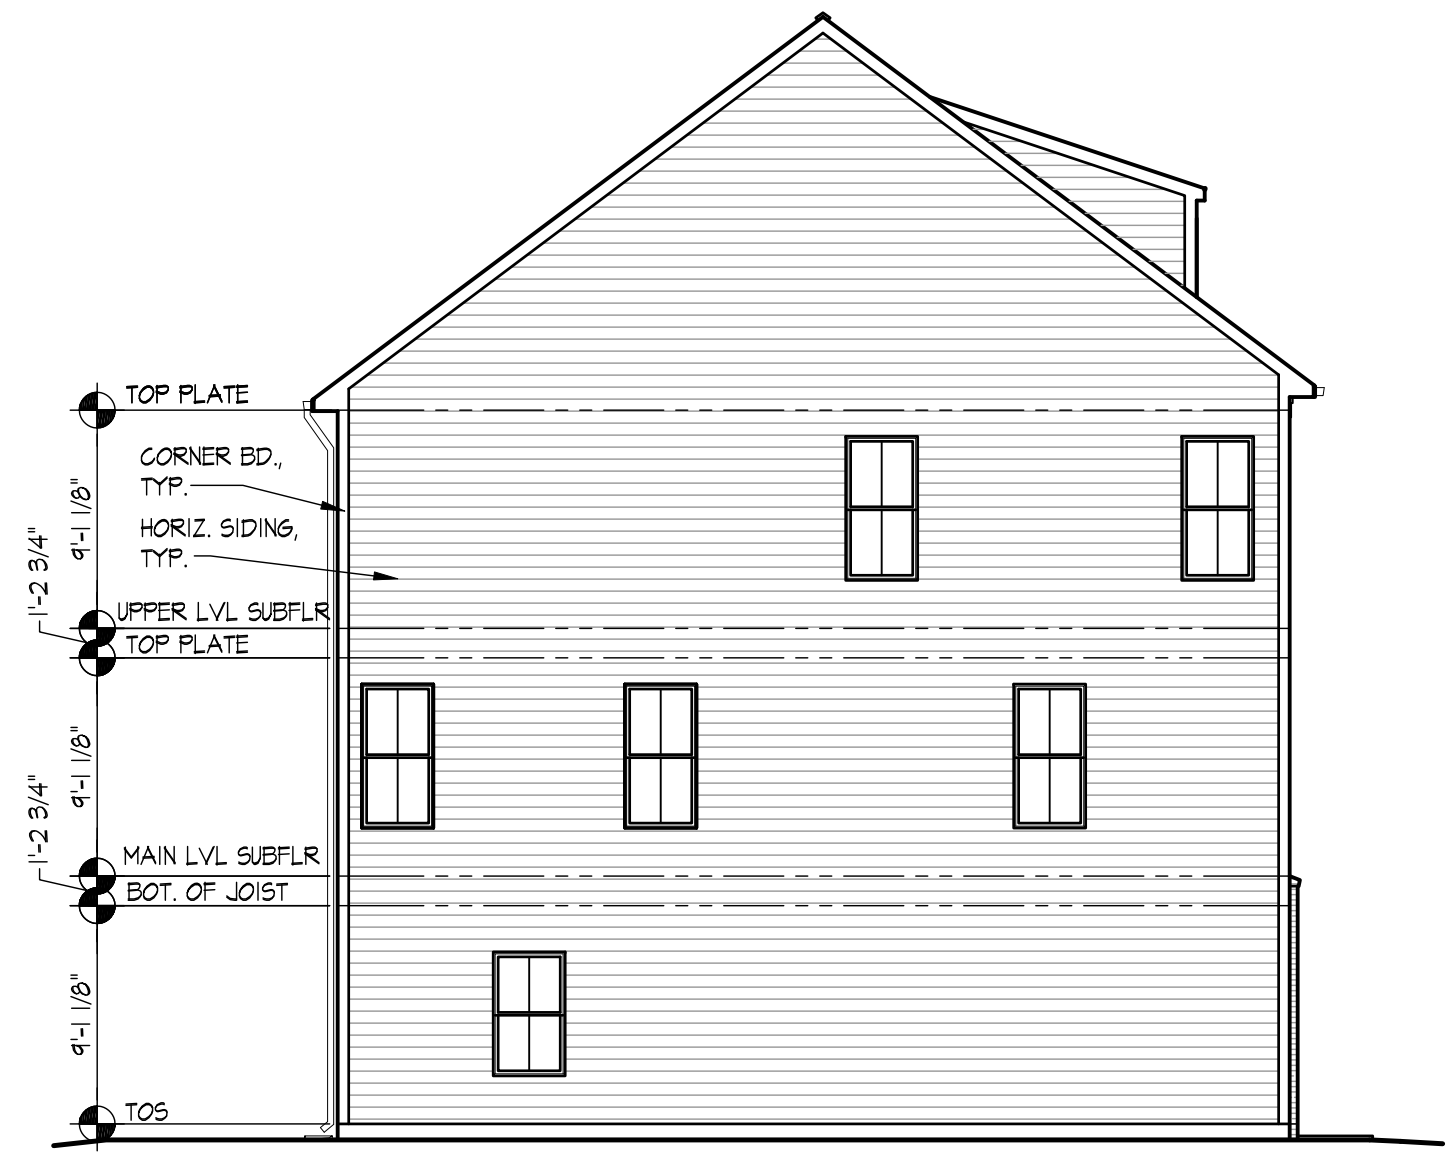 TOP PLATE
CORNER BD.,
TYP.
9'-1 1/8"
HORIZ. SIDING,
TYP.
1'-2 3/4"
UPPER LVL SUBFLR
TOP PLATE
9'-1 1/8"
1'-2 3/4"
MAIN LVL SUBFLR
BOT. OF JOIST
9'-1 1/8"
TOS